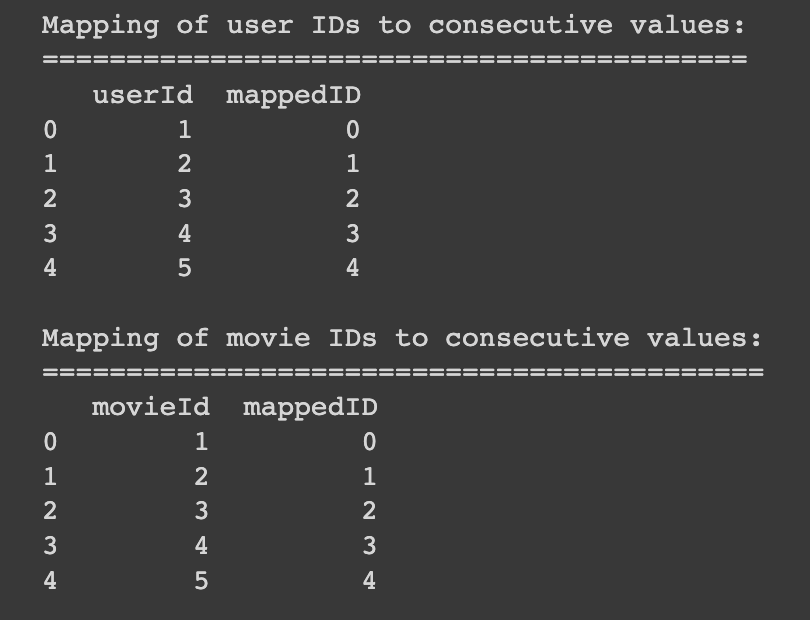 Mapping of user IDs to consecutive values:
==========================================
   userId  mappedID
0       1         0
1       2         1
2       3         2
3       4         3
4       5         4

Mapping of movie IDs to consecutive values:
===========================================
   movieId  mappedID
0        1         0
1        2         1
2        3         2
3        4         3
4        5         4